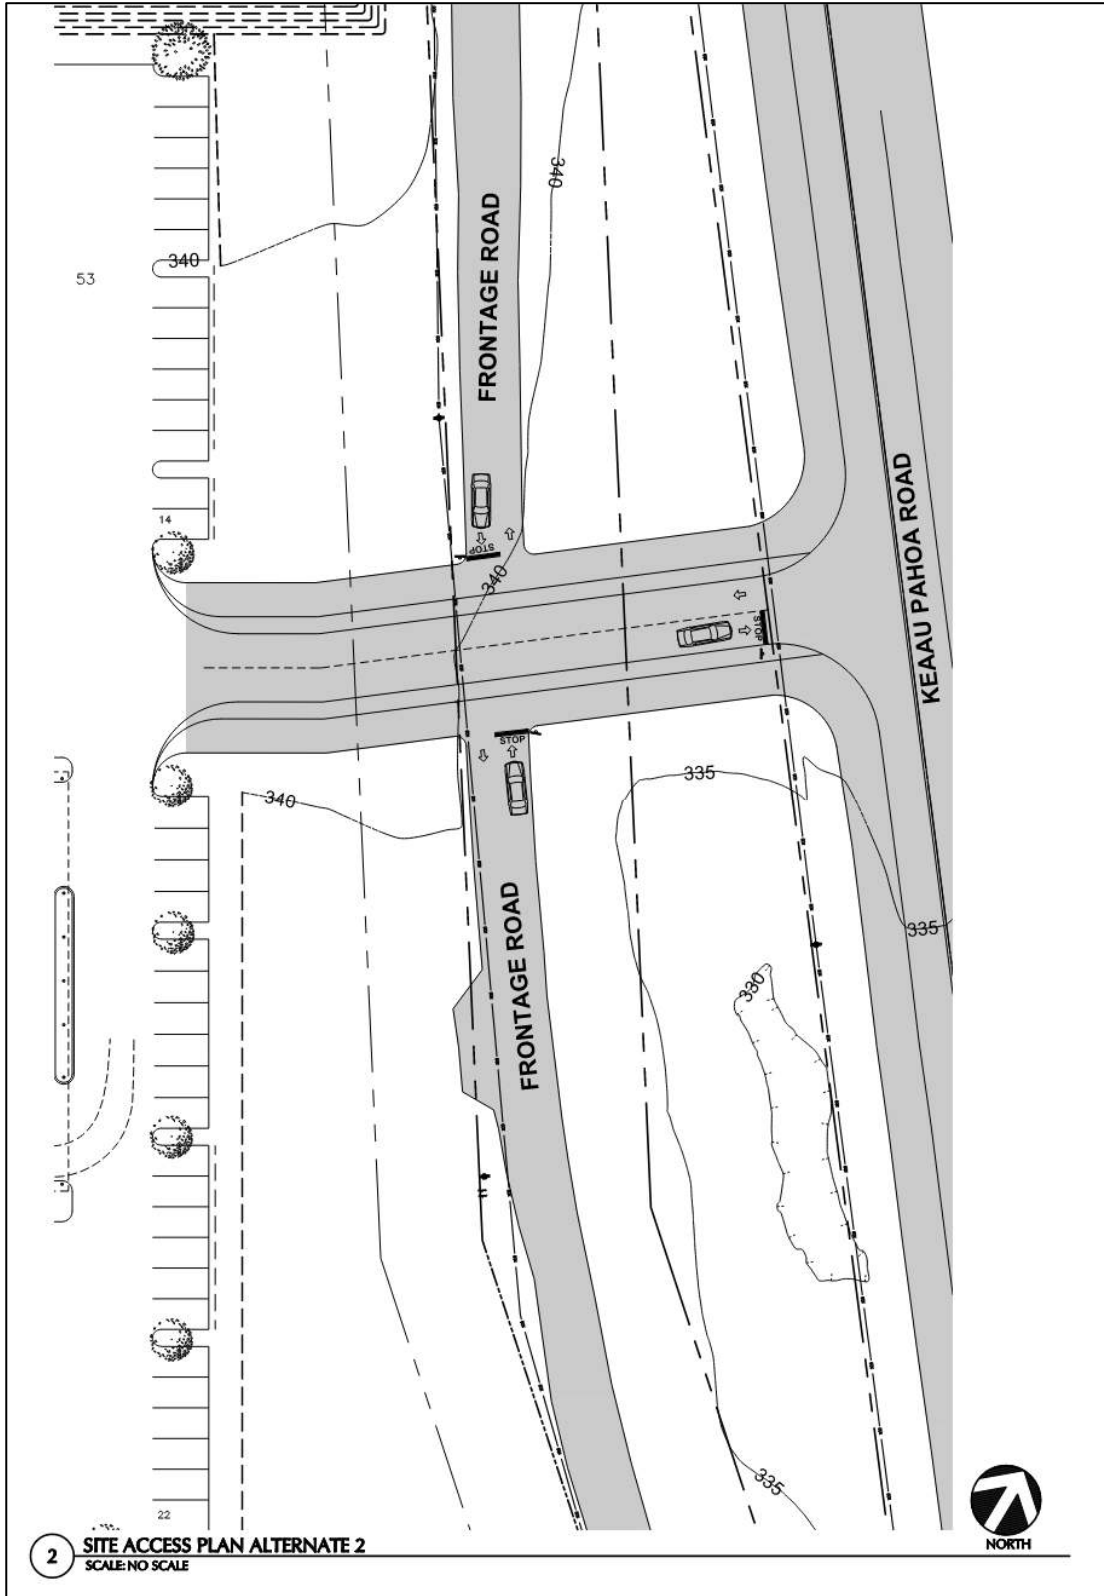 340
FRONTAGE ROAD
340
53
KEAAU PAHOA ROAD
14
STOP
340
STOP
STOP
335
340
FRONTAGE ROAD
335
330
335
22
2
SITE ACCESS PLAN ALTERNATE 2
SCALE: NO SCALE
NORTH